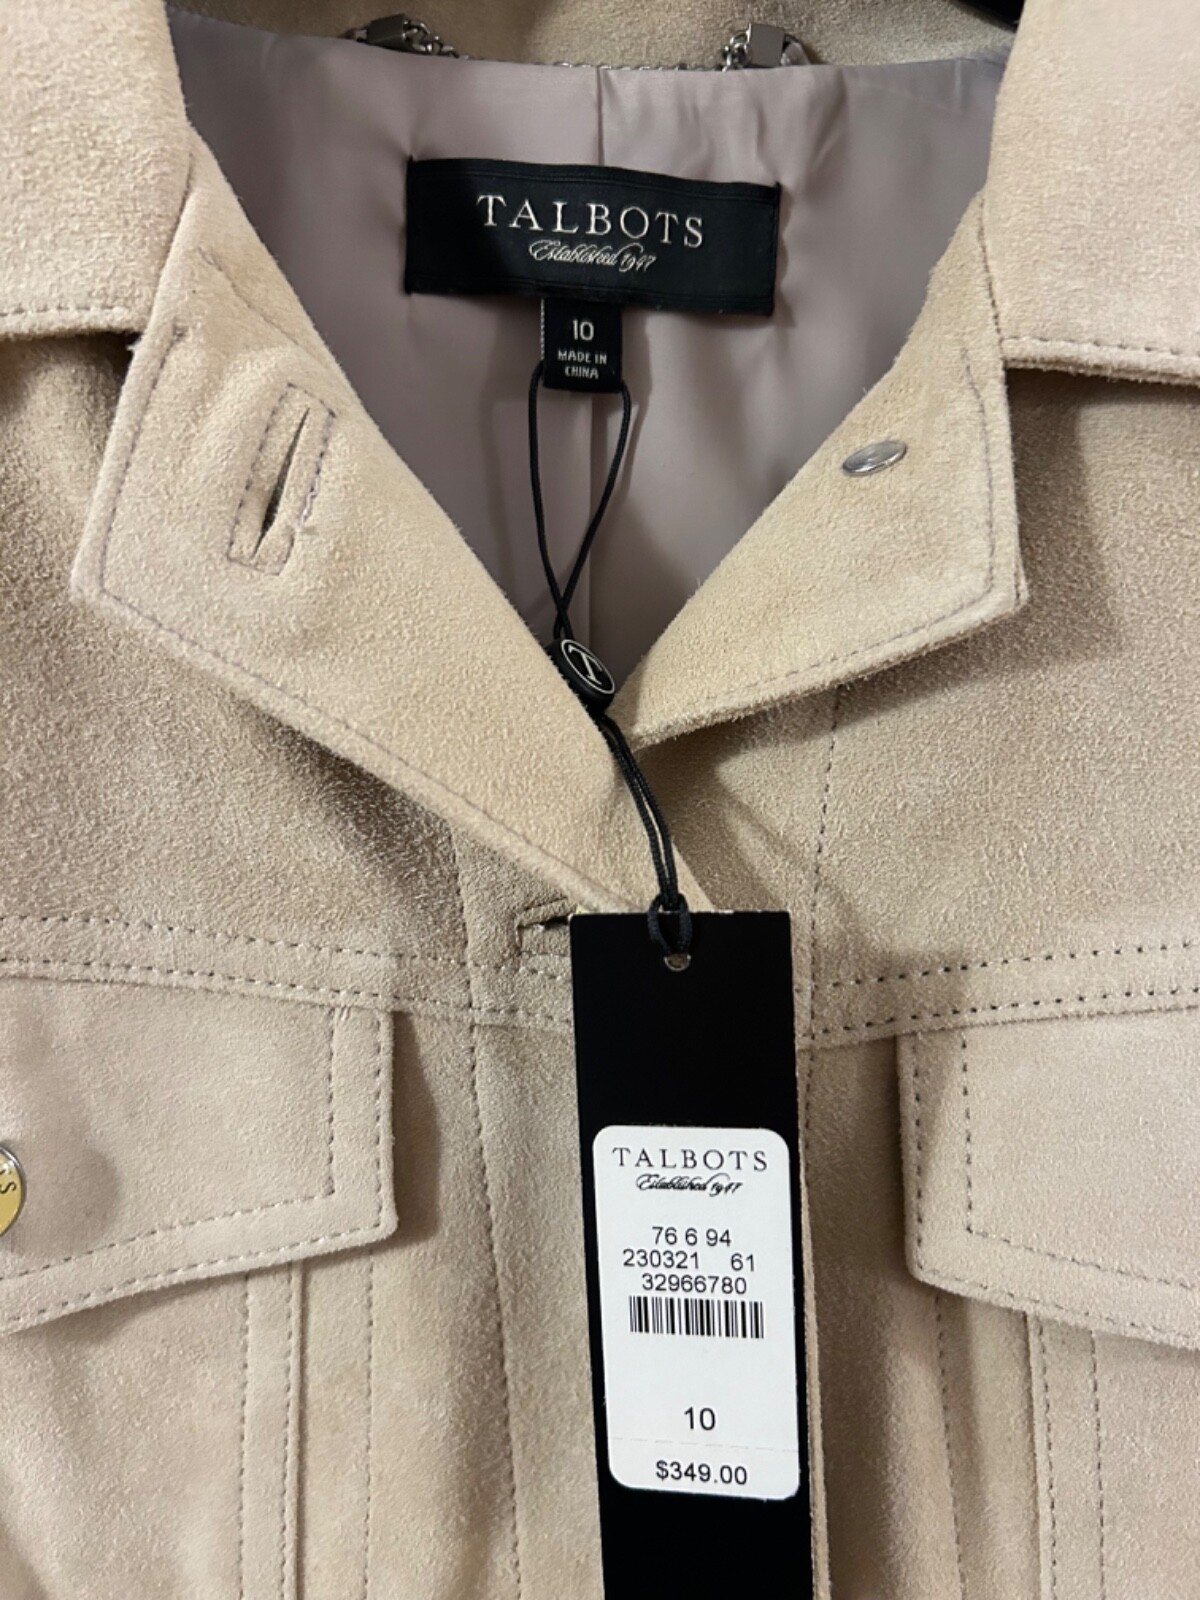 TALBOTS
Established 1947
10
MADE IN
CHINA
T
TALBOTS
Established 1947
76 6 94
230321 61
32966780
10
$349.00